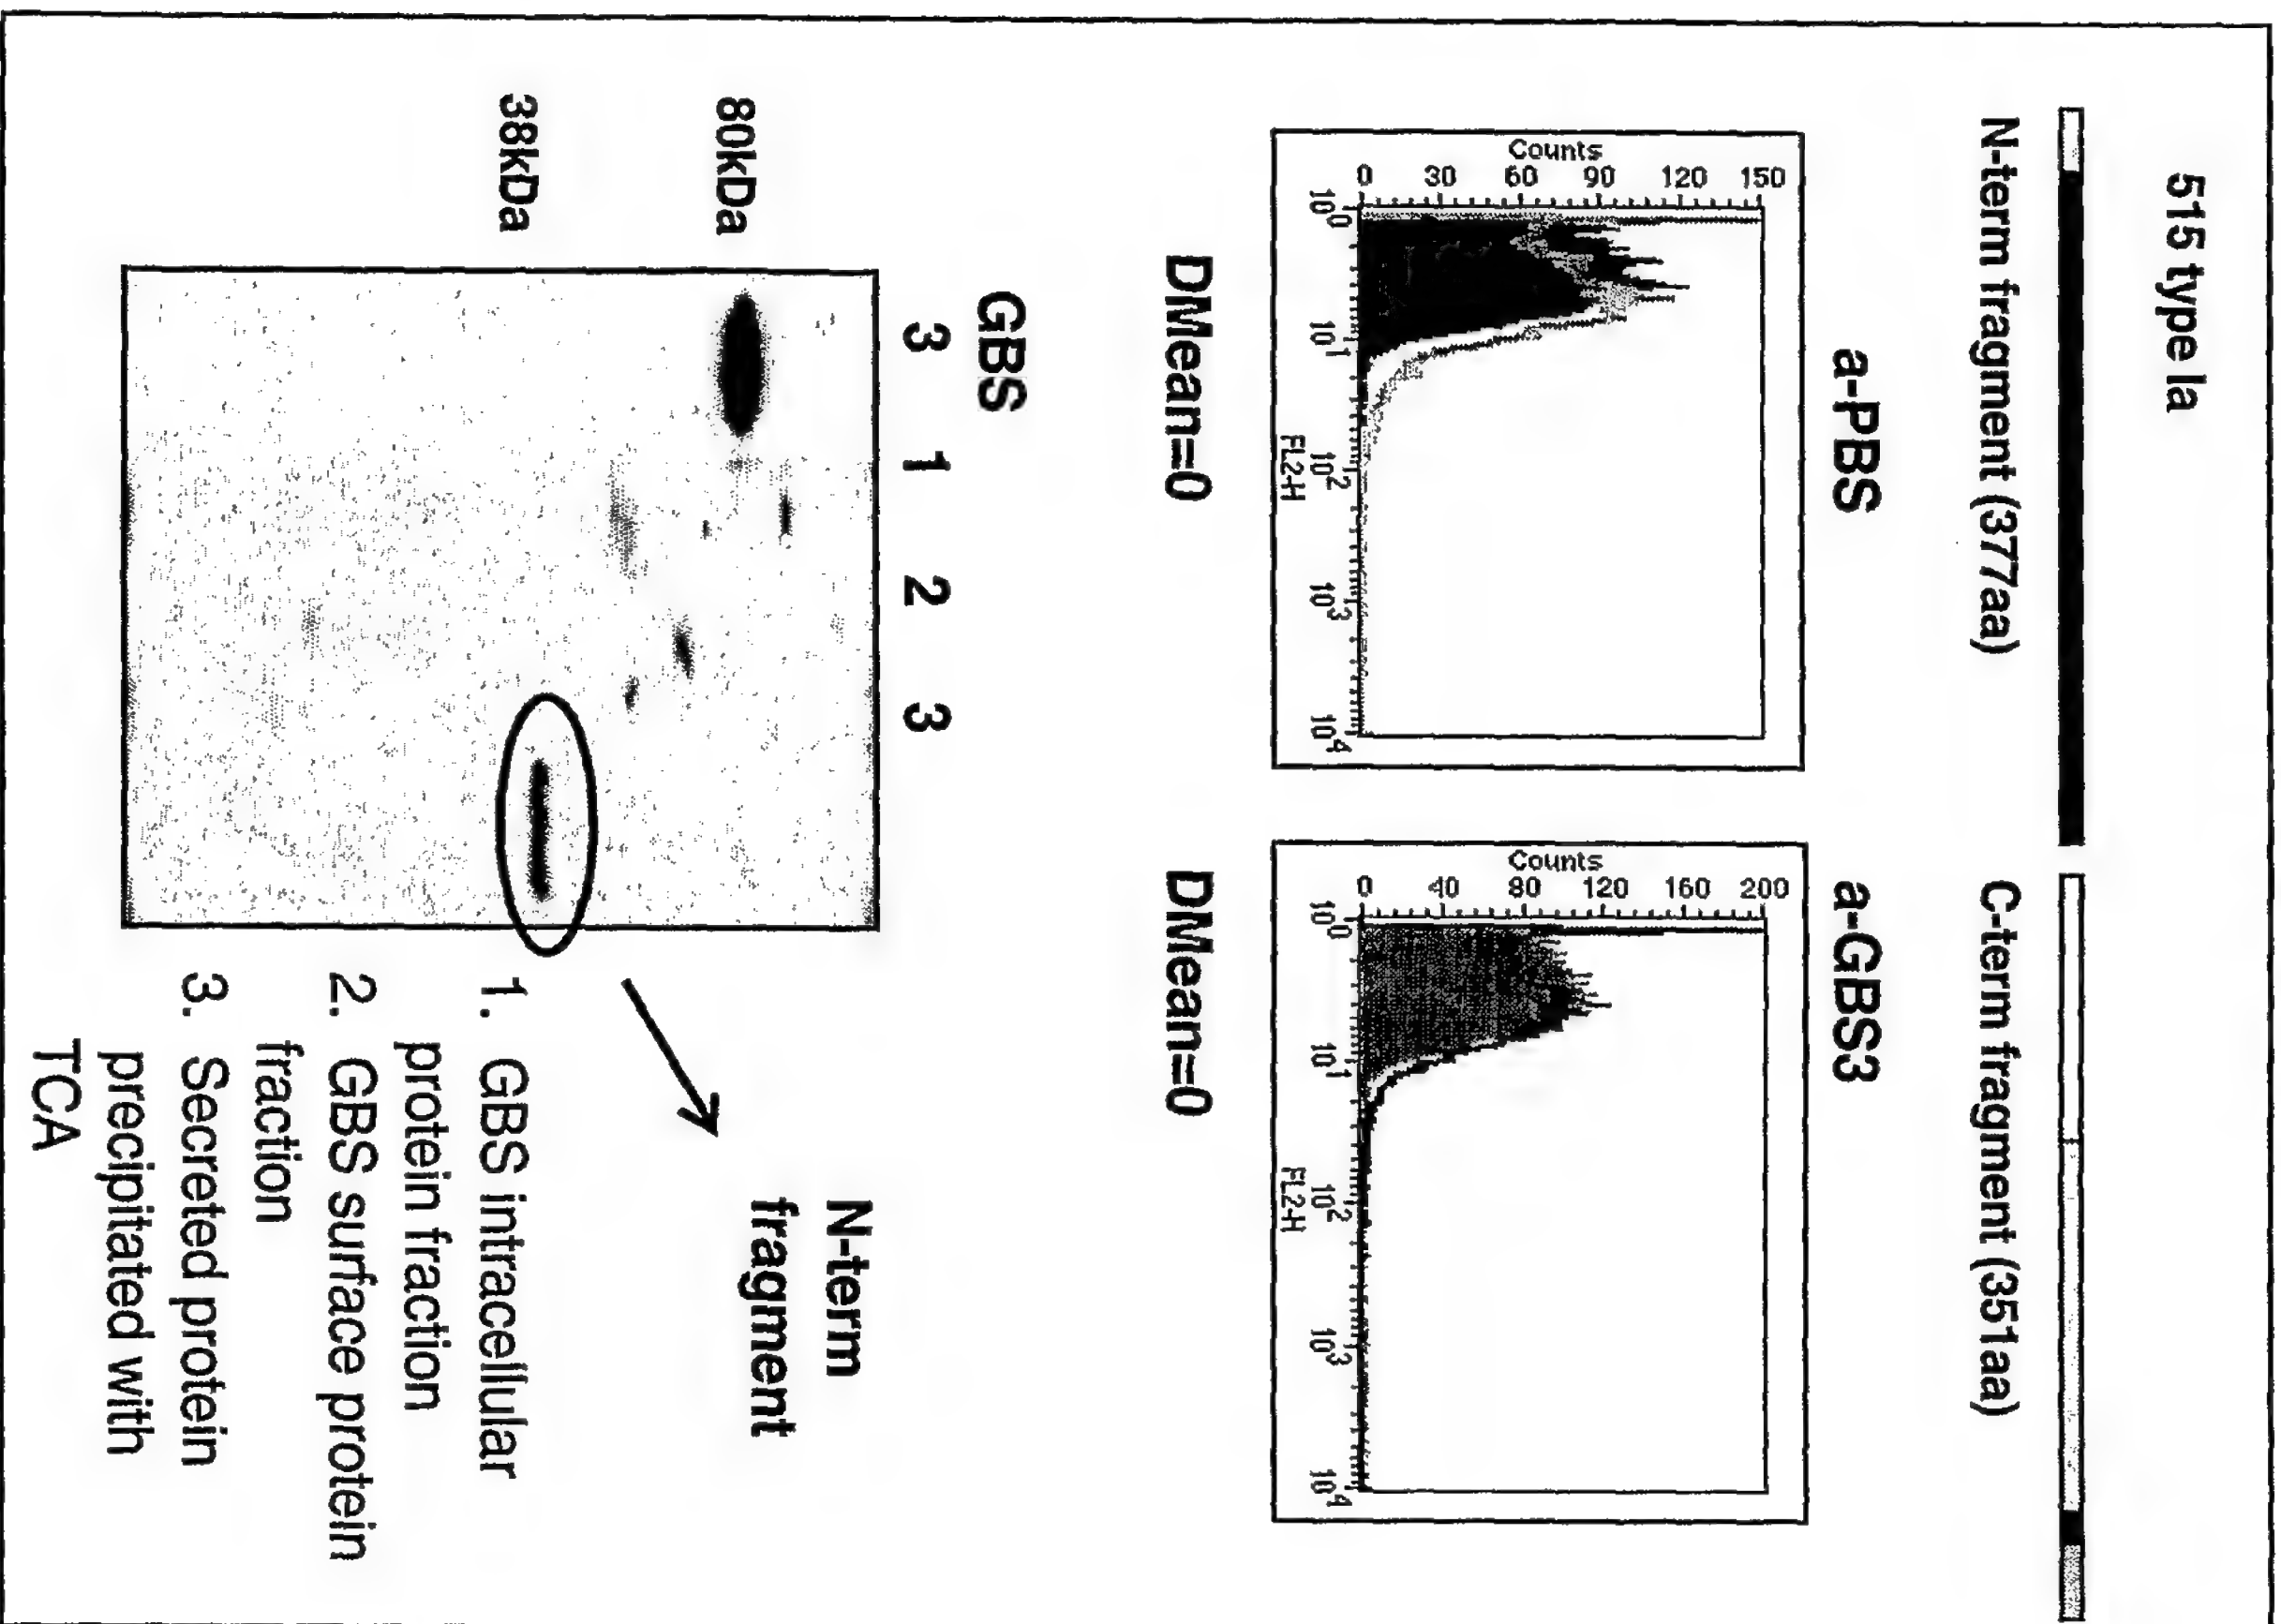 515 type Ia
N-term fragment (377aa)
C-term fragment (351aa)
a-PBS
a-GBS3
Counts
0 30 60 90 120 150
10^0 10^1 10^2 10^3 10^4
FL2-H
Counts
0 40 80 120 160 200
10^0 10^1 10^2 10^3 10^4
FL2-H
DMean=0
DMean=0
GBS
3 1 2 3
80kDa
38kDa
N-term
fragment
1. GBS intracellular
protein fraction
2. GBS surface protein
fraction
3. Secreted protein
precipitated with
TCA